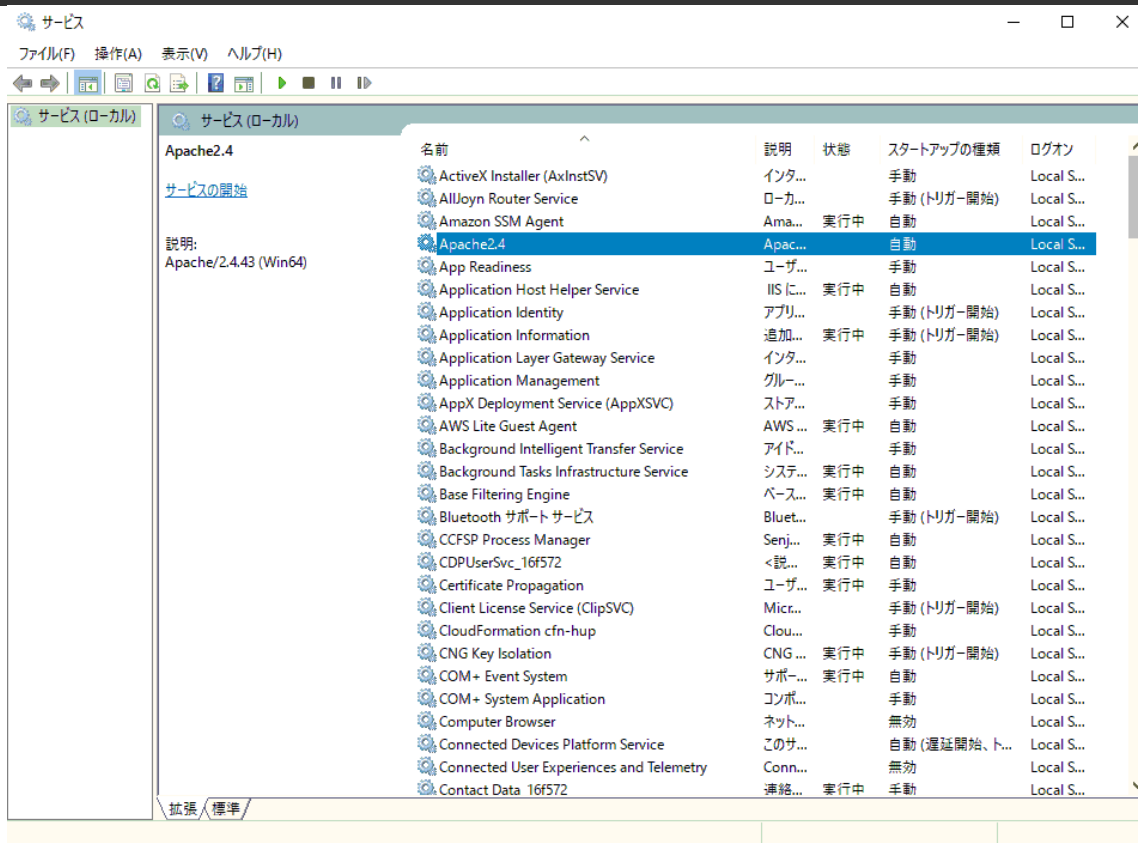 サービス
ファイル(F) 操作(A) 表示(V) ヘルプ(H)
サービス (ローカル)
サービス (ローカル)
Apache2.4
サービスの開始
説明:
Apache/2.4.43 (Win64)
名前 説明 状態 スタートアップの種類 ログオン
ActiveX Installer (AxInstSV) インタ... 手動 Local S...
AllJoyn Router Service ローカ... 手動 (トリガー開始) Local S...
Amazon SSM Agent Ama... 実行中 自動 Local S...
Apache2.4 Apac... 自動 Local S...
App Readiness ユーザ... 手動 Local S...
Application Host Helper Service IIS に... 実行中 自動 Local S...
Application Identity アプリ... 手動 (トリガー開始) Local S...
Application Information 追加... 実行中 手動 (トリガー開始) Local S...
Application Layer Gateway Service インタ... 手動 Local S...
Application Management グルー... 手動 Local S...
AppX Deployment Service (AppXSVC) ストア... 手動 Local S...
AWS Lite Guest Agent AWS ... 実行中 自動 Local S...
Background Intelligent Transfer Service アイド... 手動 Local S...
Background Tasks Infrastructure Service システ... 実行中 自動 Local S...
Base Filtering Engine ベース... 実行中 自動 Local S...
Bluetooth サポート サービス Bluet... 手動 (トリガー開始) Local S...
CCFSP Process Manager Senj... 実行中 自動 Local S...
CDPUserSvc_16f572 <説... 実行中 自動 Local S...
Certificate Propagation ユーザ... 実行中 手動 Local S...
Client License Service (ClipSVC) Micr... 手動 (トリガー開始) Local S...
CloudFormation cfn-hup Clou... 手動 Local S...
CNG Key Isolation CNG ... 実行中 手動 (トリガー開始) Local S...
COM+ Event System サポー... 実行中 自動 Local S...
COM+ System Application コンポ... 手動 Local S...
Computer Browser ネット... 無効 Local S...
Connected Devices Platform Service このサ... 自動 (遅延開始、ト... Local S...
Connected User Experiences and Telemetry Conn... 無効 Local S...
Contact Data_16f572 連絡... 実行中 手動 Local S...
拡張 標準